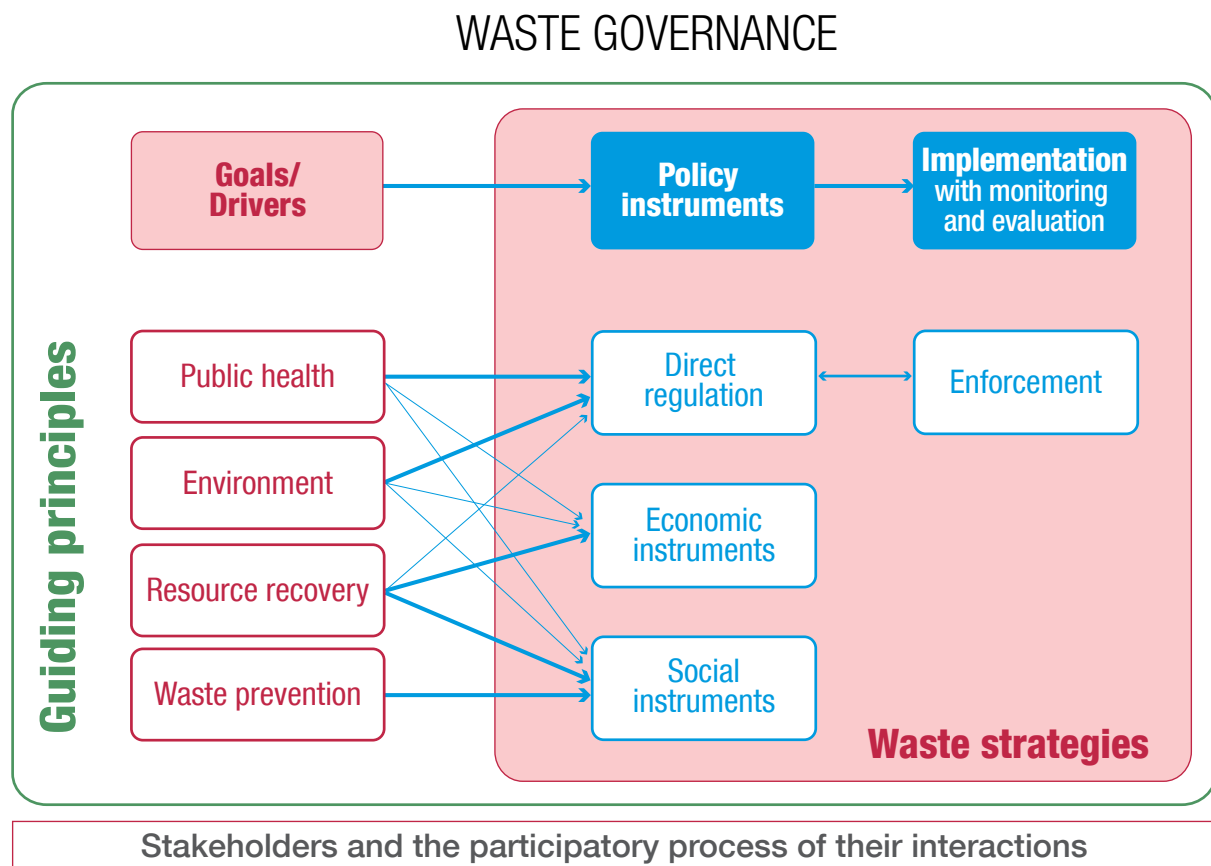 WASTE GOVERNANCE
Guiding principles
Goals/
Drivers
Policy
instruments
Implementation
with monitoring
and evaluation
Public health
Direct
regulation
Enforcement
Environment
Economic
instruments
Resource recovery
Social
instruments
Waste prevention
Waste strategies
Stakeholders and the participatory process of their interactions